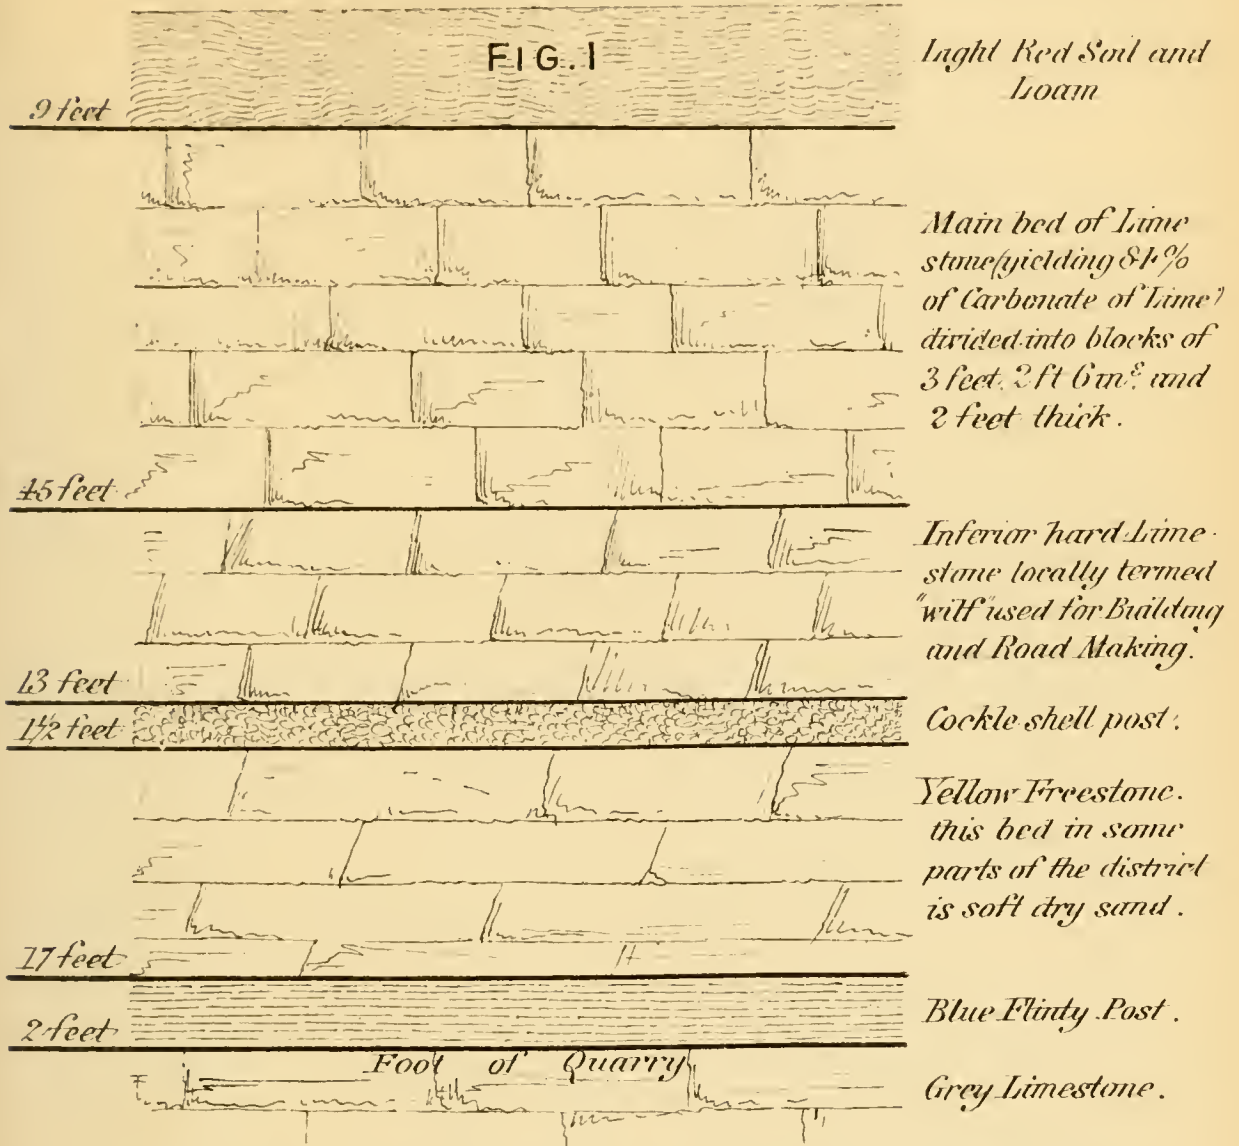 FIG. 1
Light Red Soil and
Loam
9 feet
Main bed of Lime
stone (yielding 84%
of Carbonate of Lime)
divided into blocks of
3 feet. 2 ft 6 inˢ. and
2 feet thick.
45 feet
Inferior hard Lime-
stone locally termed
"wilf" used for Building
and Road Making.
13 feet
1½ feet
Cockle shell post.
Yellow Freestone.
this bed in some
parts of the district
is soft dry sand.
17 feet
2 feet
Blue Flinty Post.
Foot of Quarry
Grey Limestone.